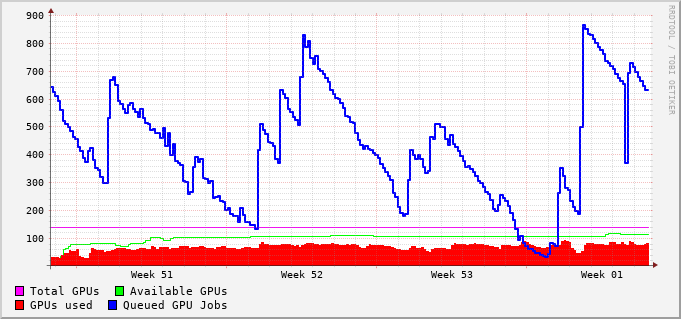 900
800
700
600
500
400
300
200
100
Week 51 Week 52 Week 53 Week 01
Total GPUs Available GPUs
GPUs used Queued GPU Jobs
RRDTOOL / TOBI OETIKER